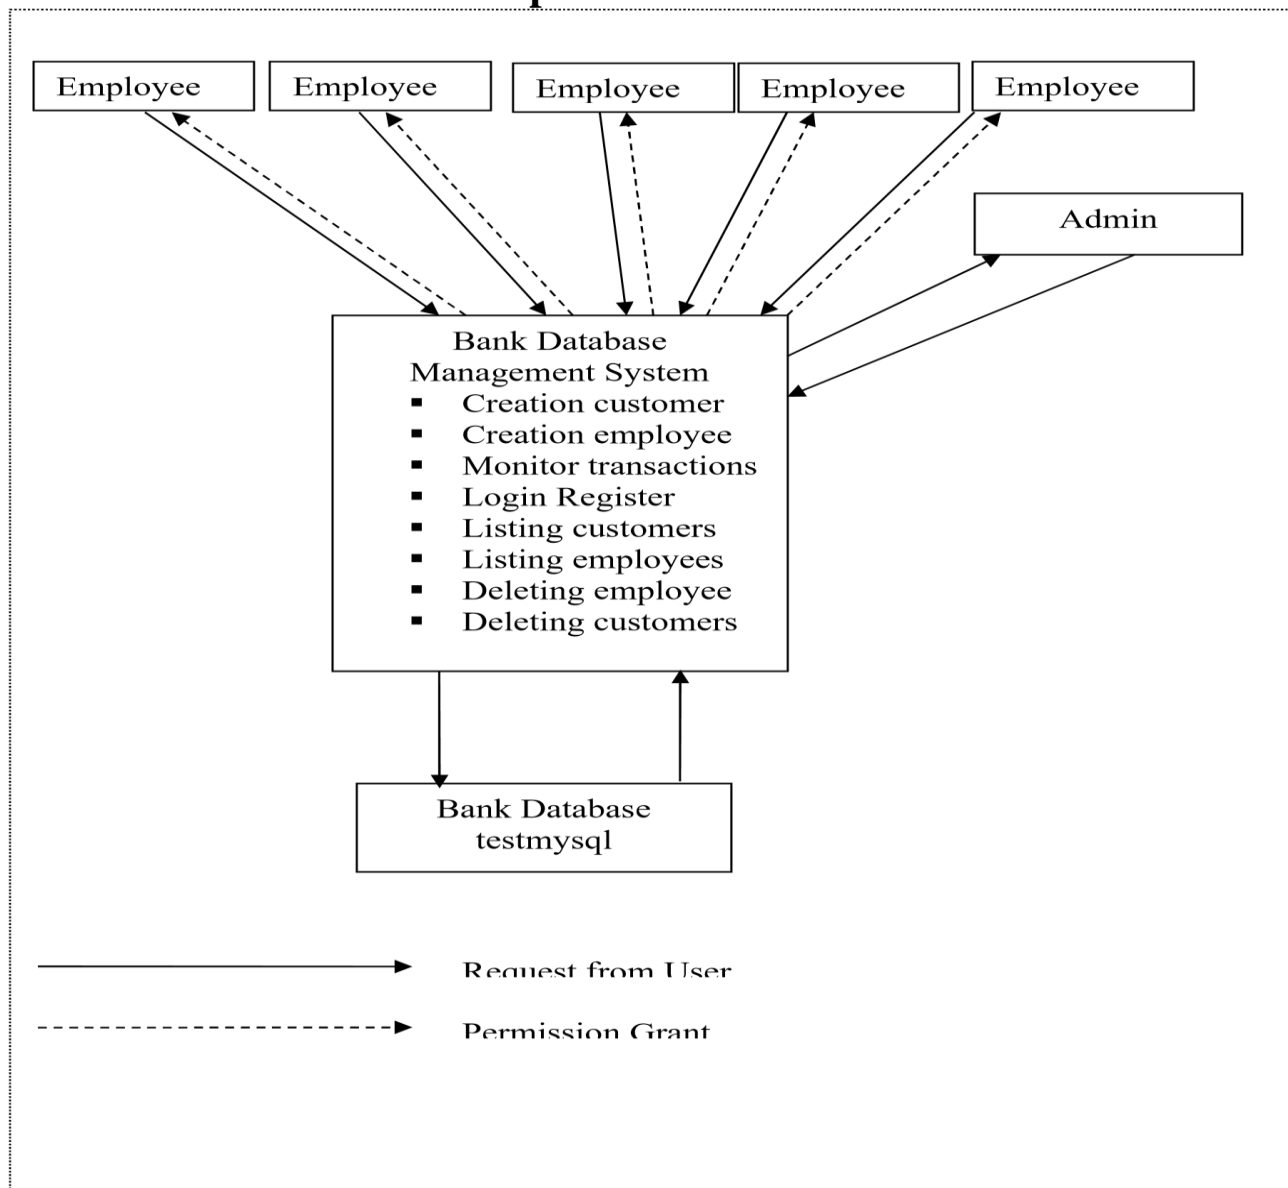 Employee
Employee
Employee
Employee
Employee
Admin
Bank Database
Management System
▪ Creation customer
▪ Creation employee
▪ Monitor transactions
▪ Login Register
▪ Listing customers
▪ Listing employees
▪ Deleting employee
▪ Deleting customers
Bank Database
testmysql
Request from User
Permission Grant